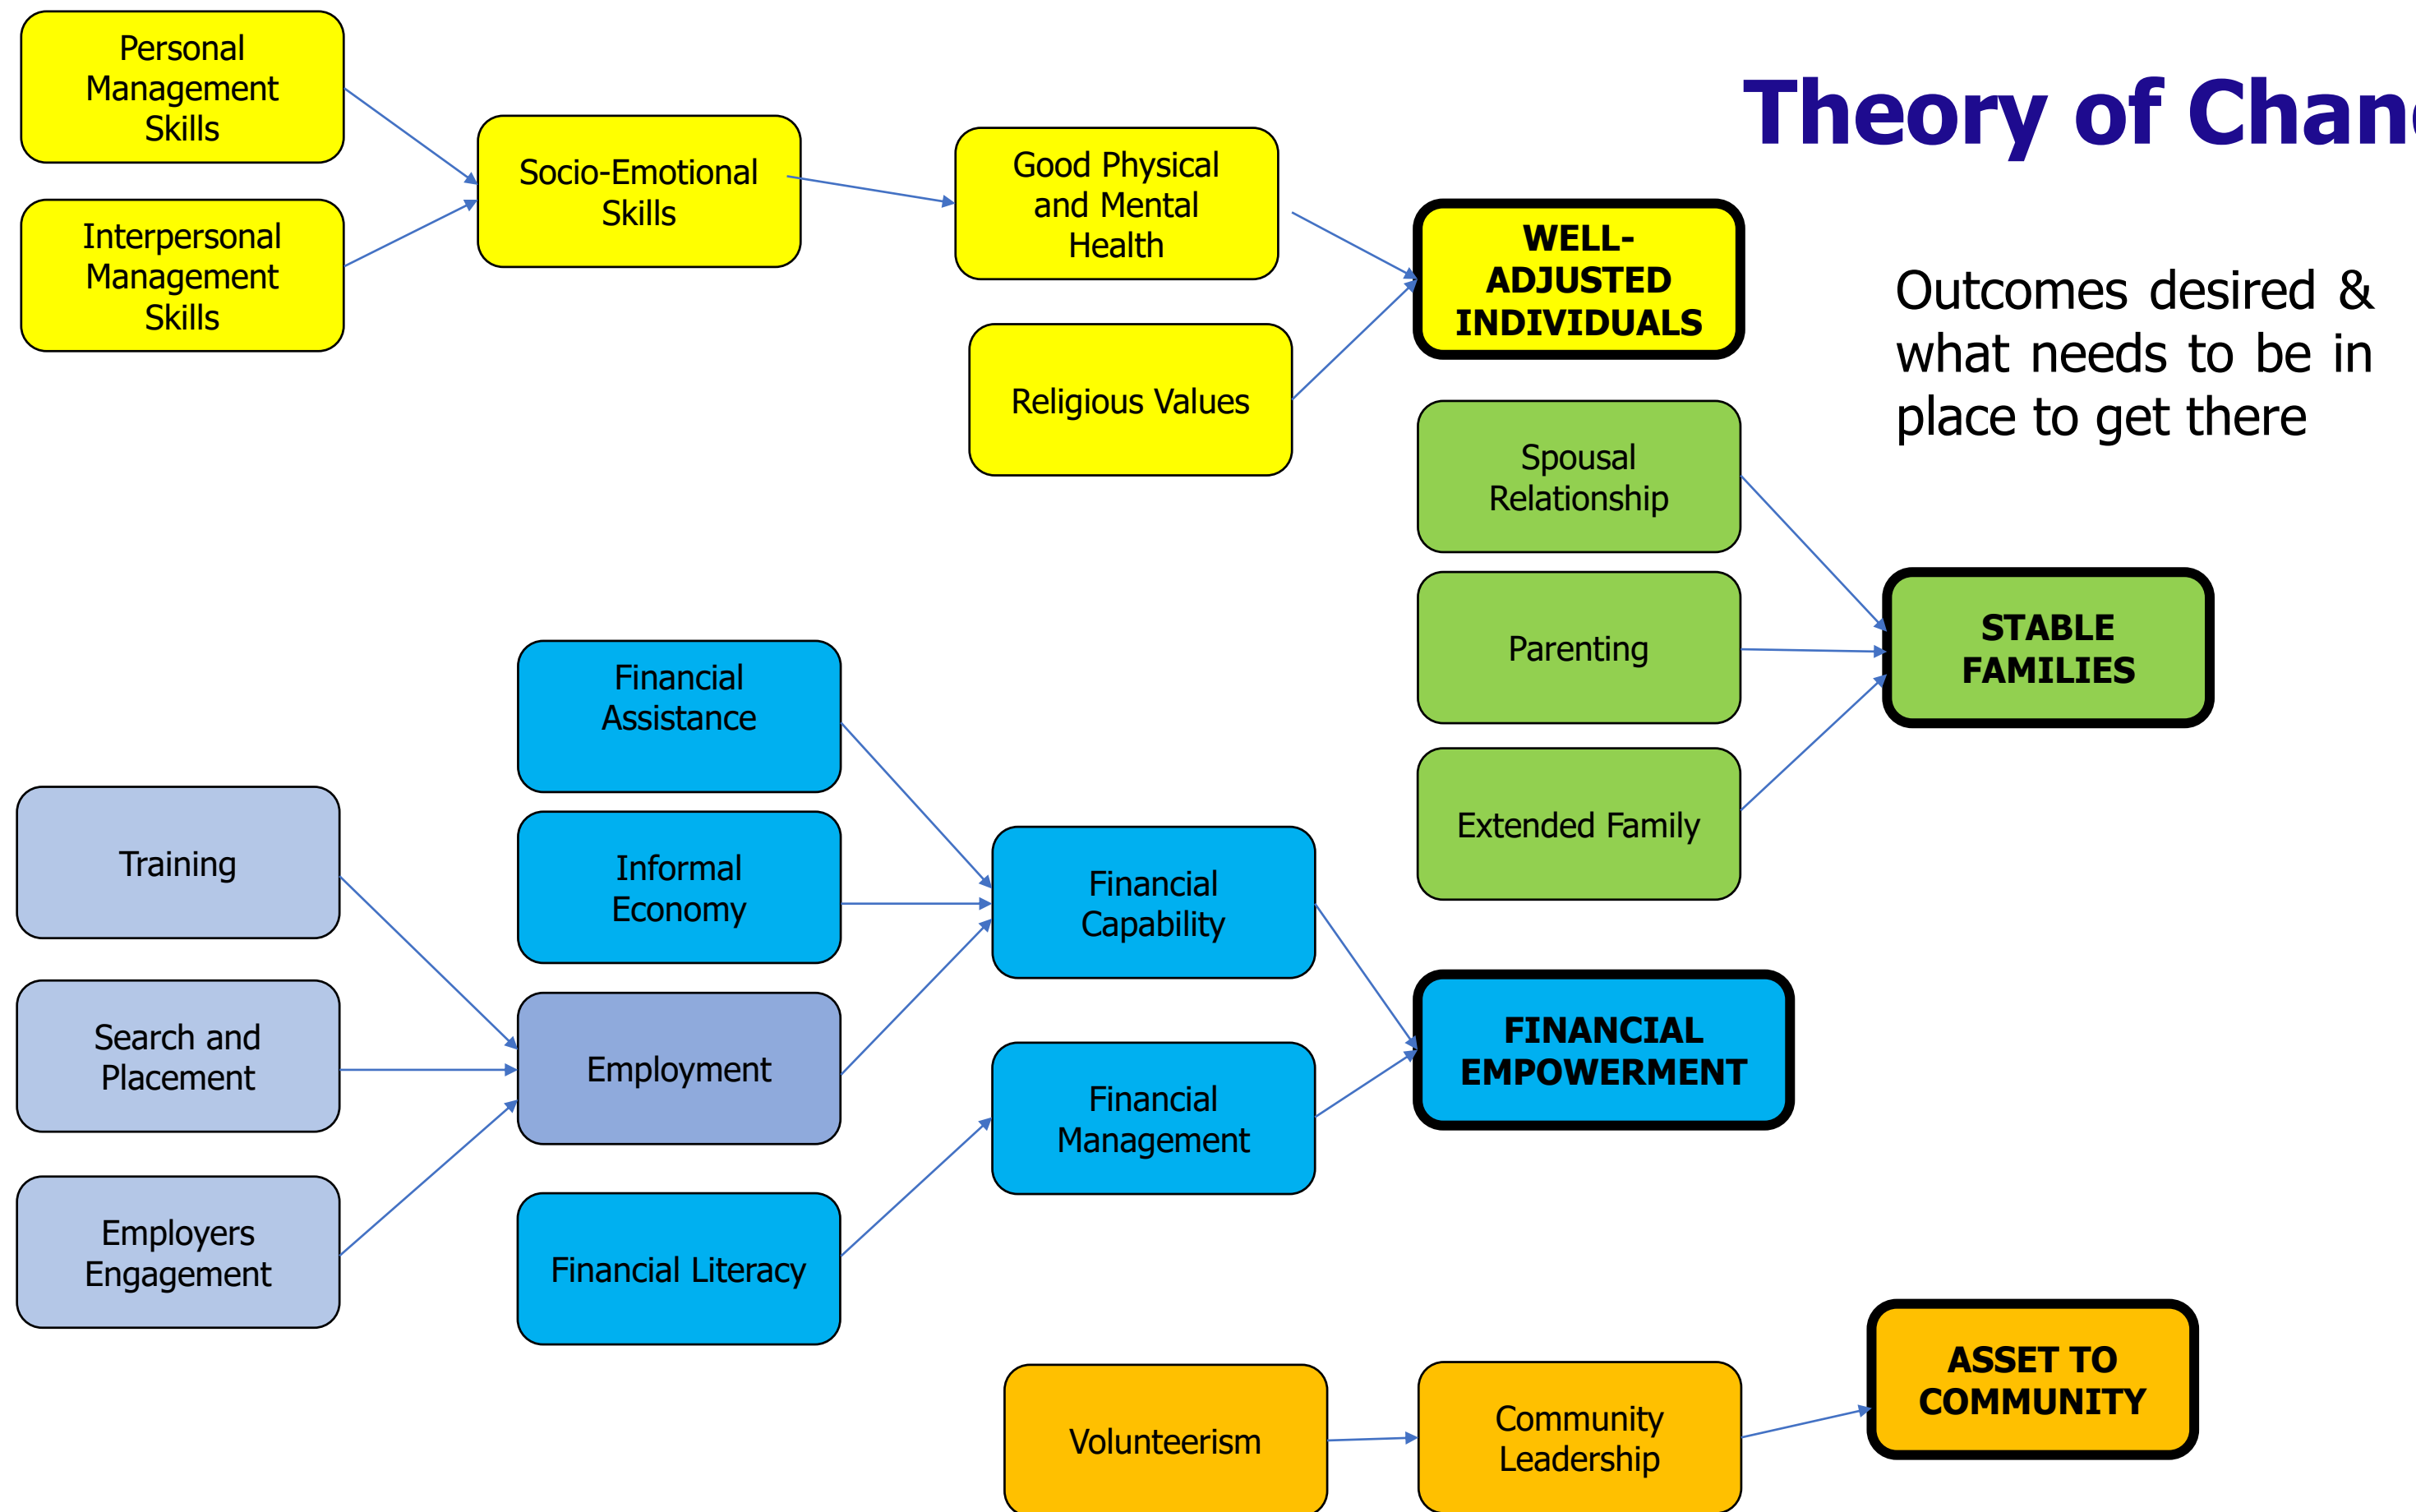 Theory of Chan
Personal
Management
Skills
Interpersonal
Management
Skills
Socio-Emotional
Skills
Good Physical
and Mental
Health
Religious Values
WELL-
ADJUSTED
INDIVIDUALS
Outcomes desired &
what needs to be in
place to get there
Spousal
Relationship
Parenting
Extended Family
STABLE
FAMILIES
Financial
Assistance
Informal
Economy
Training
Search and
Placement
Employers
Engagement
Employment
Financial Literacy
Financial
Capability
Financial
Management
FINANCIAL
EMPOWERMENT
Volunteerism
Community
Leadership
ASSET TO
COMMUNITY